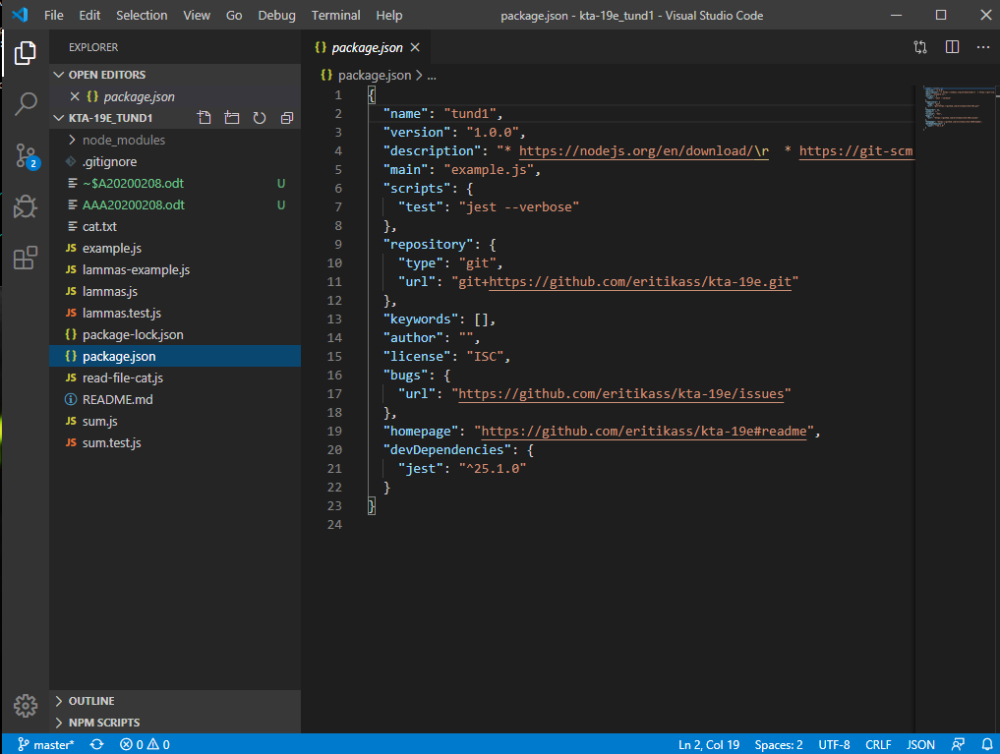 File Edit Selection View Go Debug Terminal Help package.json - kta-19e_tund1 - Visual Studio Code
EXPLORER
OPEN EDITORS
{} package.json
KTA-19E_TUND1
node_modules
.gitignore
~$A20200208.odt U
AAA20200208.odt U
cat.txt
JS example.js
JS lammas-example.js
JS lammas.js
JS lammas.test.js
{} package-lock.json
{} package.json
JS read-file-cat.js
README.md
JS sum.js
JS sum.test.js
OUTLINE
NPM SCRIPTS
2
{} package.json
{} package.json > ...
1 {
2 "name": "tund1",
3 "version": "1.0.0",
4 "description": "* https://nodejs.org/en/download/\r * https://git-scm
5 "main": "example.js",
6 "scripts": {
7 "test": "jest --verbose"
8 },
9 "repository": {
10 "type": "git",
11 "url": "git+https://github.com/eritikass/kta-19e.git"
12 },
13 "keywords": [],
14 "author": "",
15 "license": "ISC",
16 "bugs": {
17 "url": "https://github.com/eritikass/kta-19e/issues"
18 },
19 "homepage": "https://github.com/eritikass/kta-19e#readme",
20 "devDependencies": {
21 "jest": "^25.1.0"
22 }
23 }
24
master* 0 0 Ln 2, Col 19 Spaces: 2 UTF-8 CRLF JSON